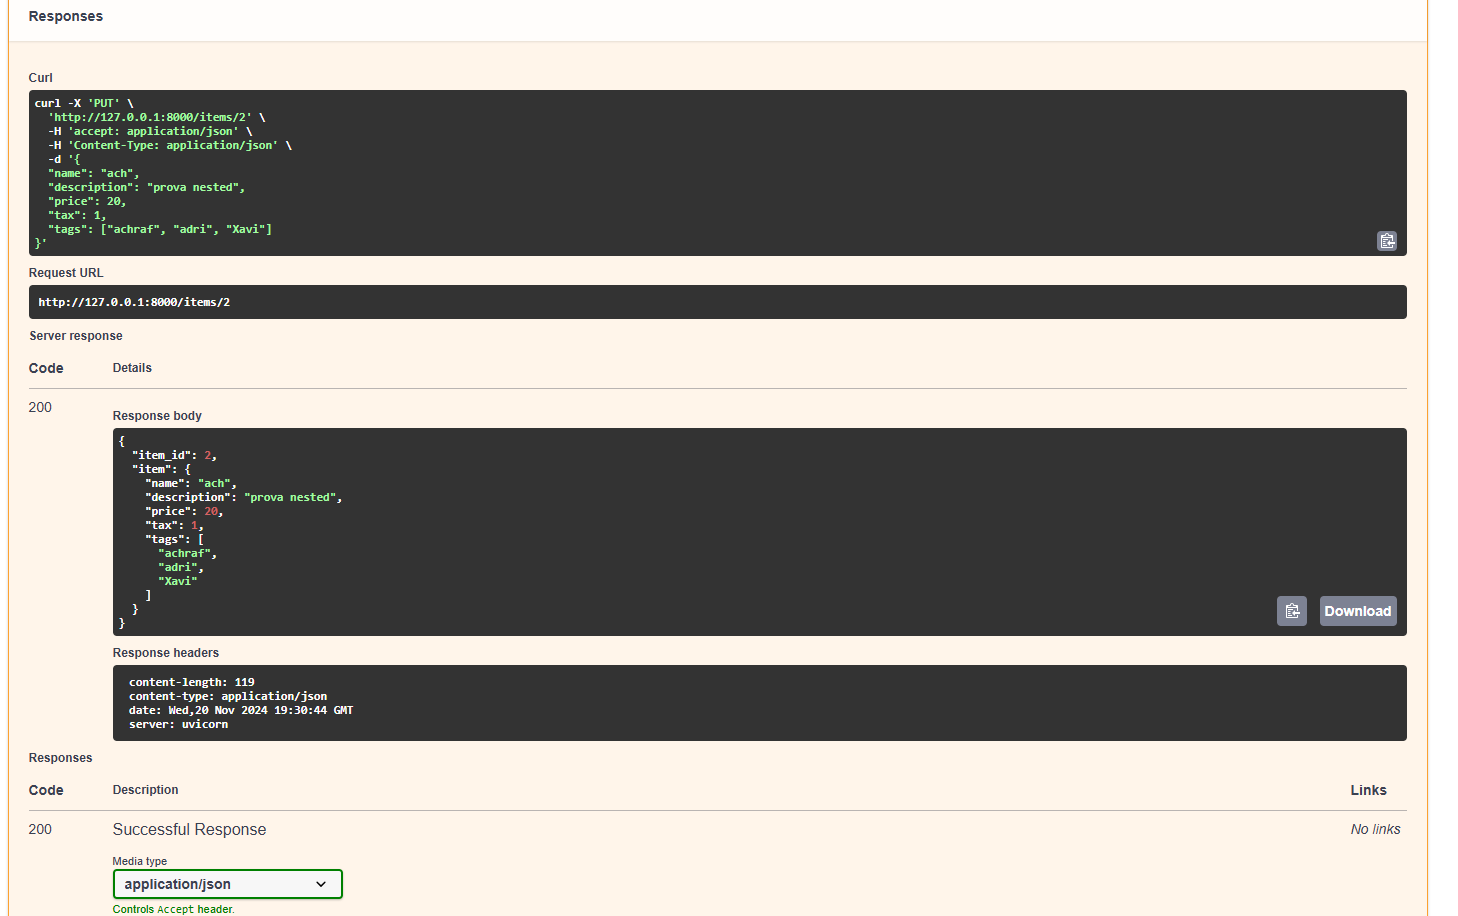 Responses
Curl
curl -X 'PUT' \
  'http://127.0.0.1:8000/items/2' \
  -H 'accept: application/json' \
  -H 'Content-Type: application/json' \
  -d '{
  "name": "ach",
  "description": "prova nested",
  "price": 20,
  "tax": 1,
  "tags": ["achraf", "adri", "Xavi"]
}'
Request URL
http://127.0.0.1:8000/items/2
Server response
Code Details
200
Response body
{
  "item_id": 2,
  "item": {
    "name": "ach",
    "description": "prova nested",
    "price": 20,
    "tax": 1,
    "tags": [
      "achraf",
      "adri",
      "Xavi"
    ]
  }
}
Download
Response headers
content-length: 119
content-type: application/json
date: Wed,20 Nov 2024 19:30:44 GMT
server: uvicorn
Responses
Code Description Links
200 Successful Response No links
Media type
application/json
Controls Accept header.